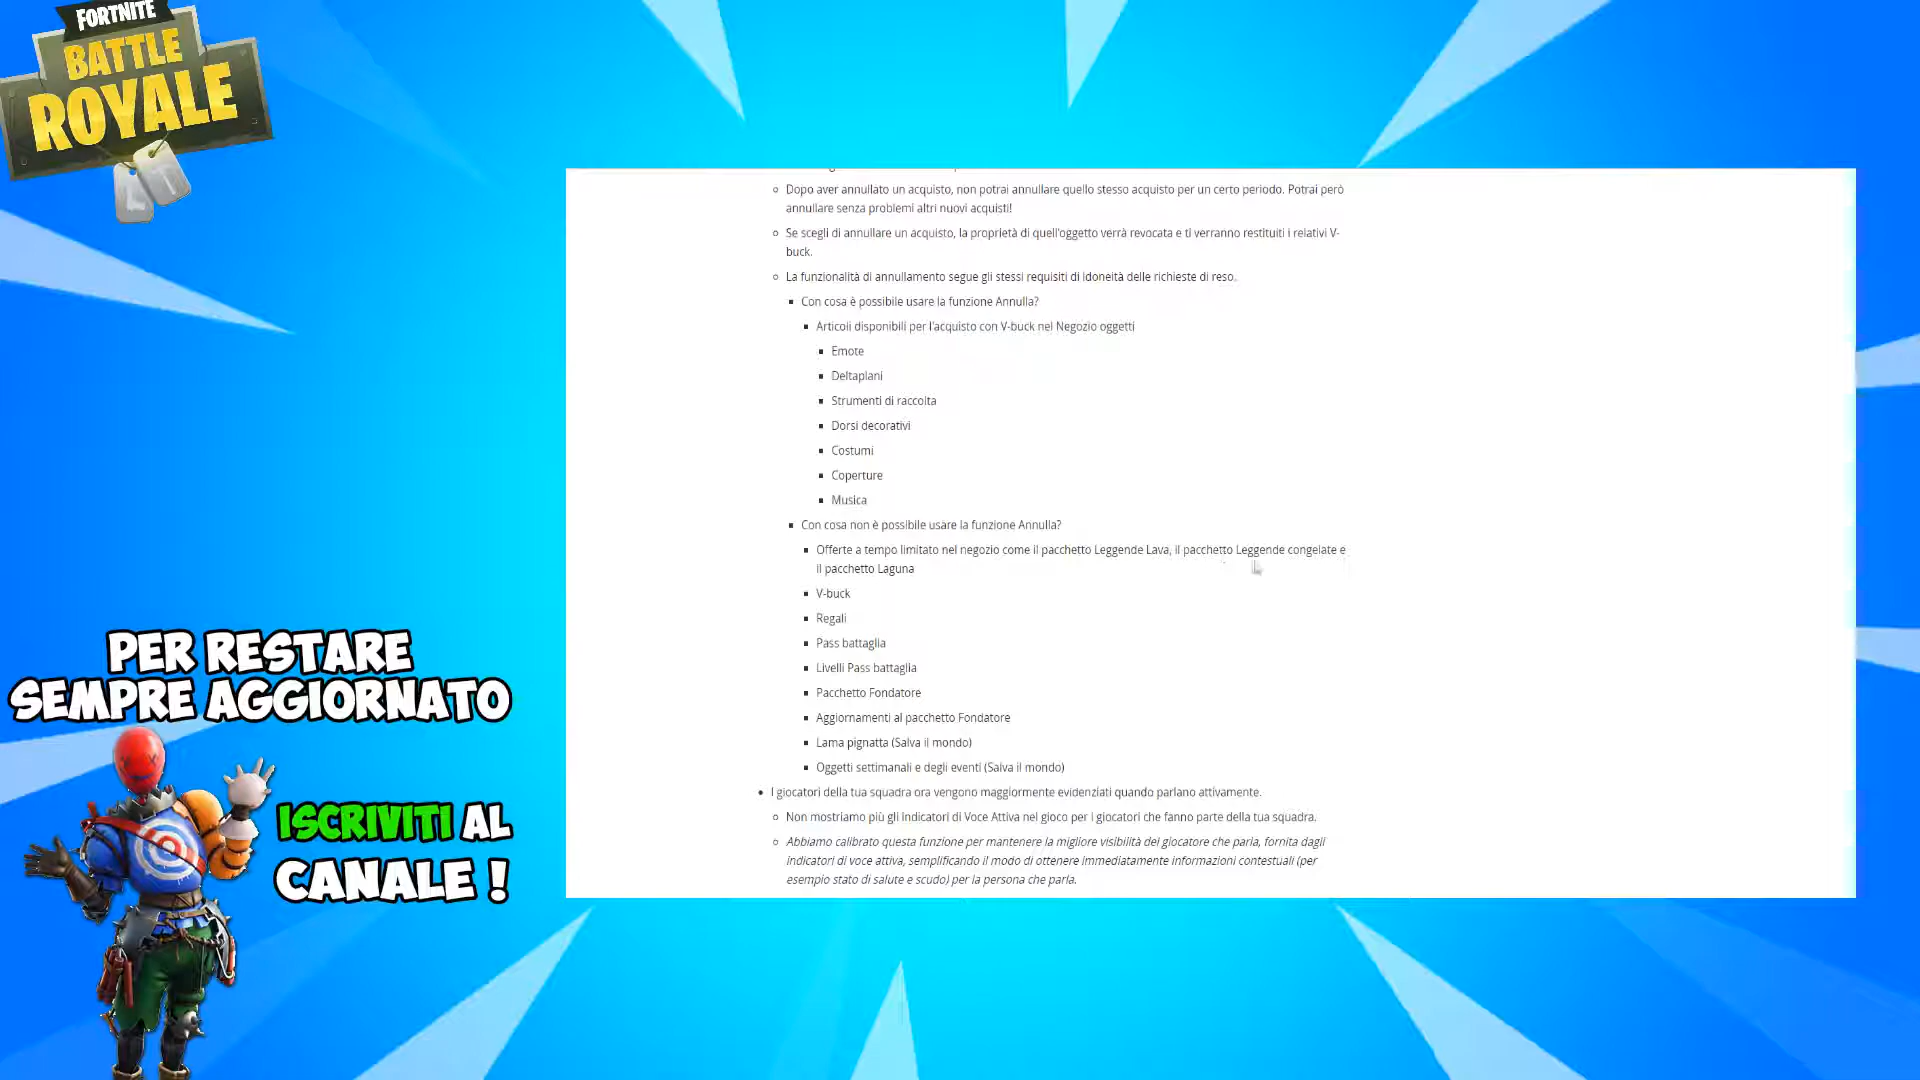 FORTNITE
BATTLE
ROYALE
Dopo aver annullato un acquisto, non potrai annullare quello stesso acquisto per un certo periodo. Potrai però
annullare senza problemi altri nuovi acquisti!
Se scegli di annullare un acquisto, la proprietà di quell'oggetto verrà revocata e ti verranno restituiti i relativi V-
buck.
La funzionalità di annullamento segue gli stessi requisiti di idoneità delle richieste di reso.
Con cosa è possibile usare la funzione Annulla?
Articoli disponibili per l'acquisto con V-buck nel Negozio oggetti
Emote
Deltaplani
Strumenti di raccolta
Dorsi decorativi
Costumi
Coperture
Musica
Con cosa non è possibile usare la funzione Annulla?
Offerte a tempo limitato nel negozio come il pacchetto Leggende Lava, il pacchetto Leggende congelate e
il pacchetto Laguna
V-buck
Regali
Pass battaglia
Livelli Pass battaglia
Pacchetto Fondatore
Aggiornamenti al pacchetto Fondatore
Lama pignatta (Salva il mondo)
Oggetti settimanali e degli eventi (Salva il mondo)
I giocatori della tua squadra ora vengono maggiormente evidenziati quando parlano attivamente.
Non mostriamo più gli indicatori di Voce Attiva nel gioco per i giocatori che fanno parte della tua squadra.
Abbiamo calibrato questa funzione per mantenere la migliore visibilità del giocatore che parla, fornita dagli
indicatori di voce attiva, semplificando il modo di ottenere immediatamente informazioni contestuali (per
esempio stato di salute e scudo) per la persona che parla.
PER RESTARE
SEMPRE AGGIORNATO
ISCRIVITI AL
CANALE !